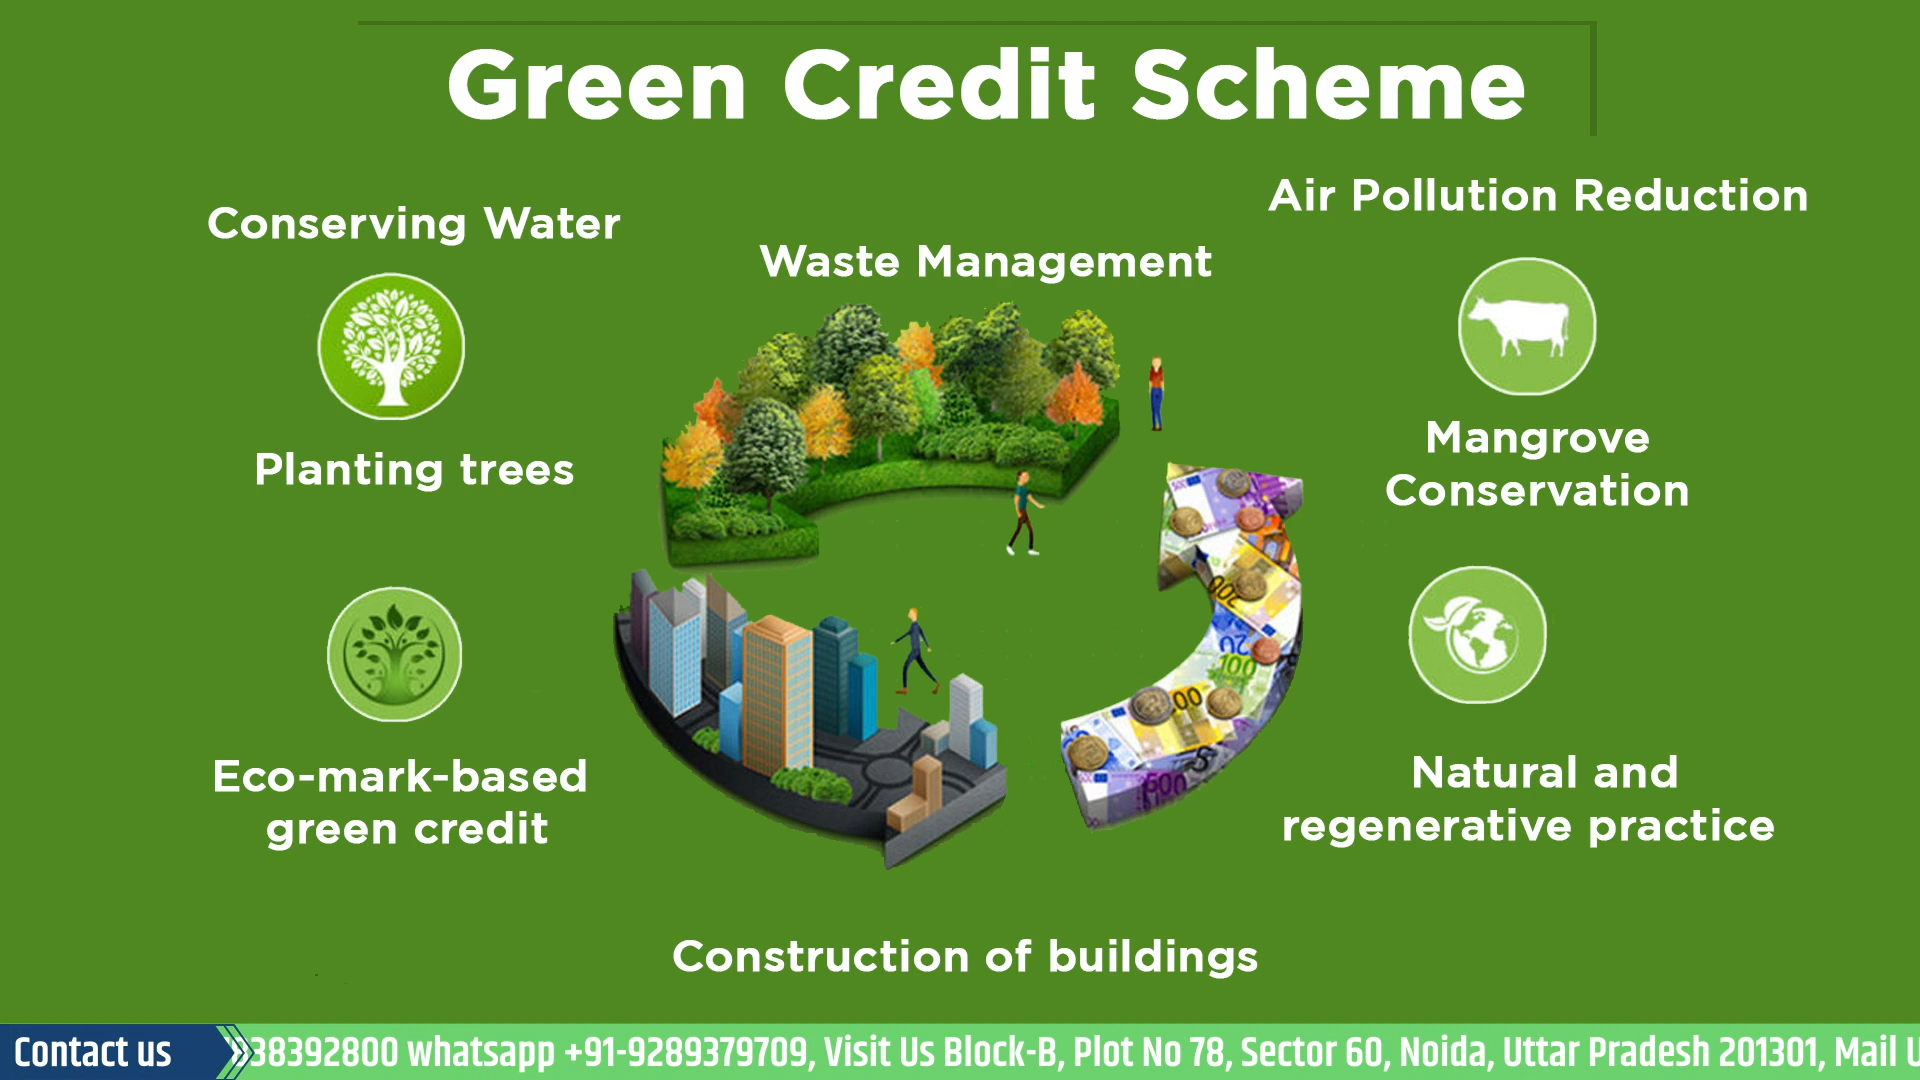 Green Credit Scheme
Conserving Water
Air Pollution Reduction
Waste Management
Planting trees
Mangrove
Conservation
Eco-mark-based
green credit
Natural and
regenerative practice
Construction of buildings
Contact us
38392800 whatsapp +91-9289379709, Visit Us Block-B, Plot No 78, Sector 60, Noida, Uttar Pradesh 201301, Mail